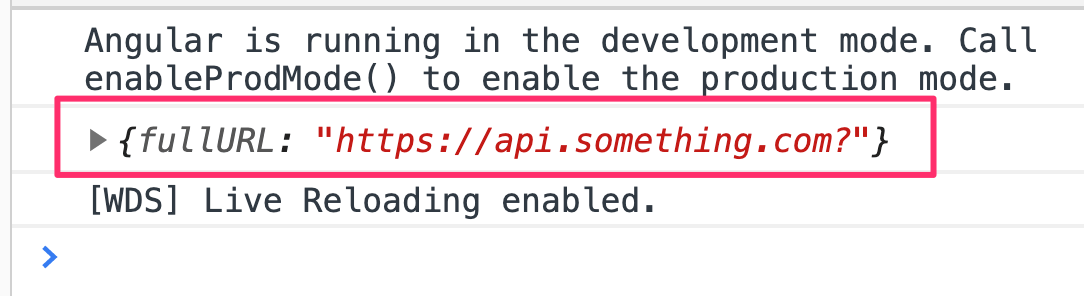 Angular is running in the development mode. Call
enableProdMode() to enable the production mode.
{fullURL: "https://api.something.com?"}
[WDS] Live Reloading enabled.